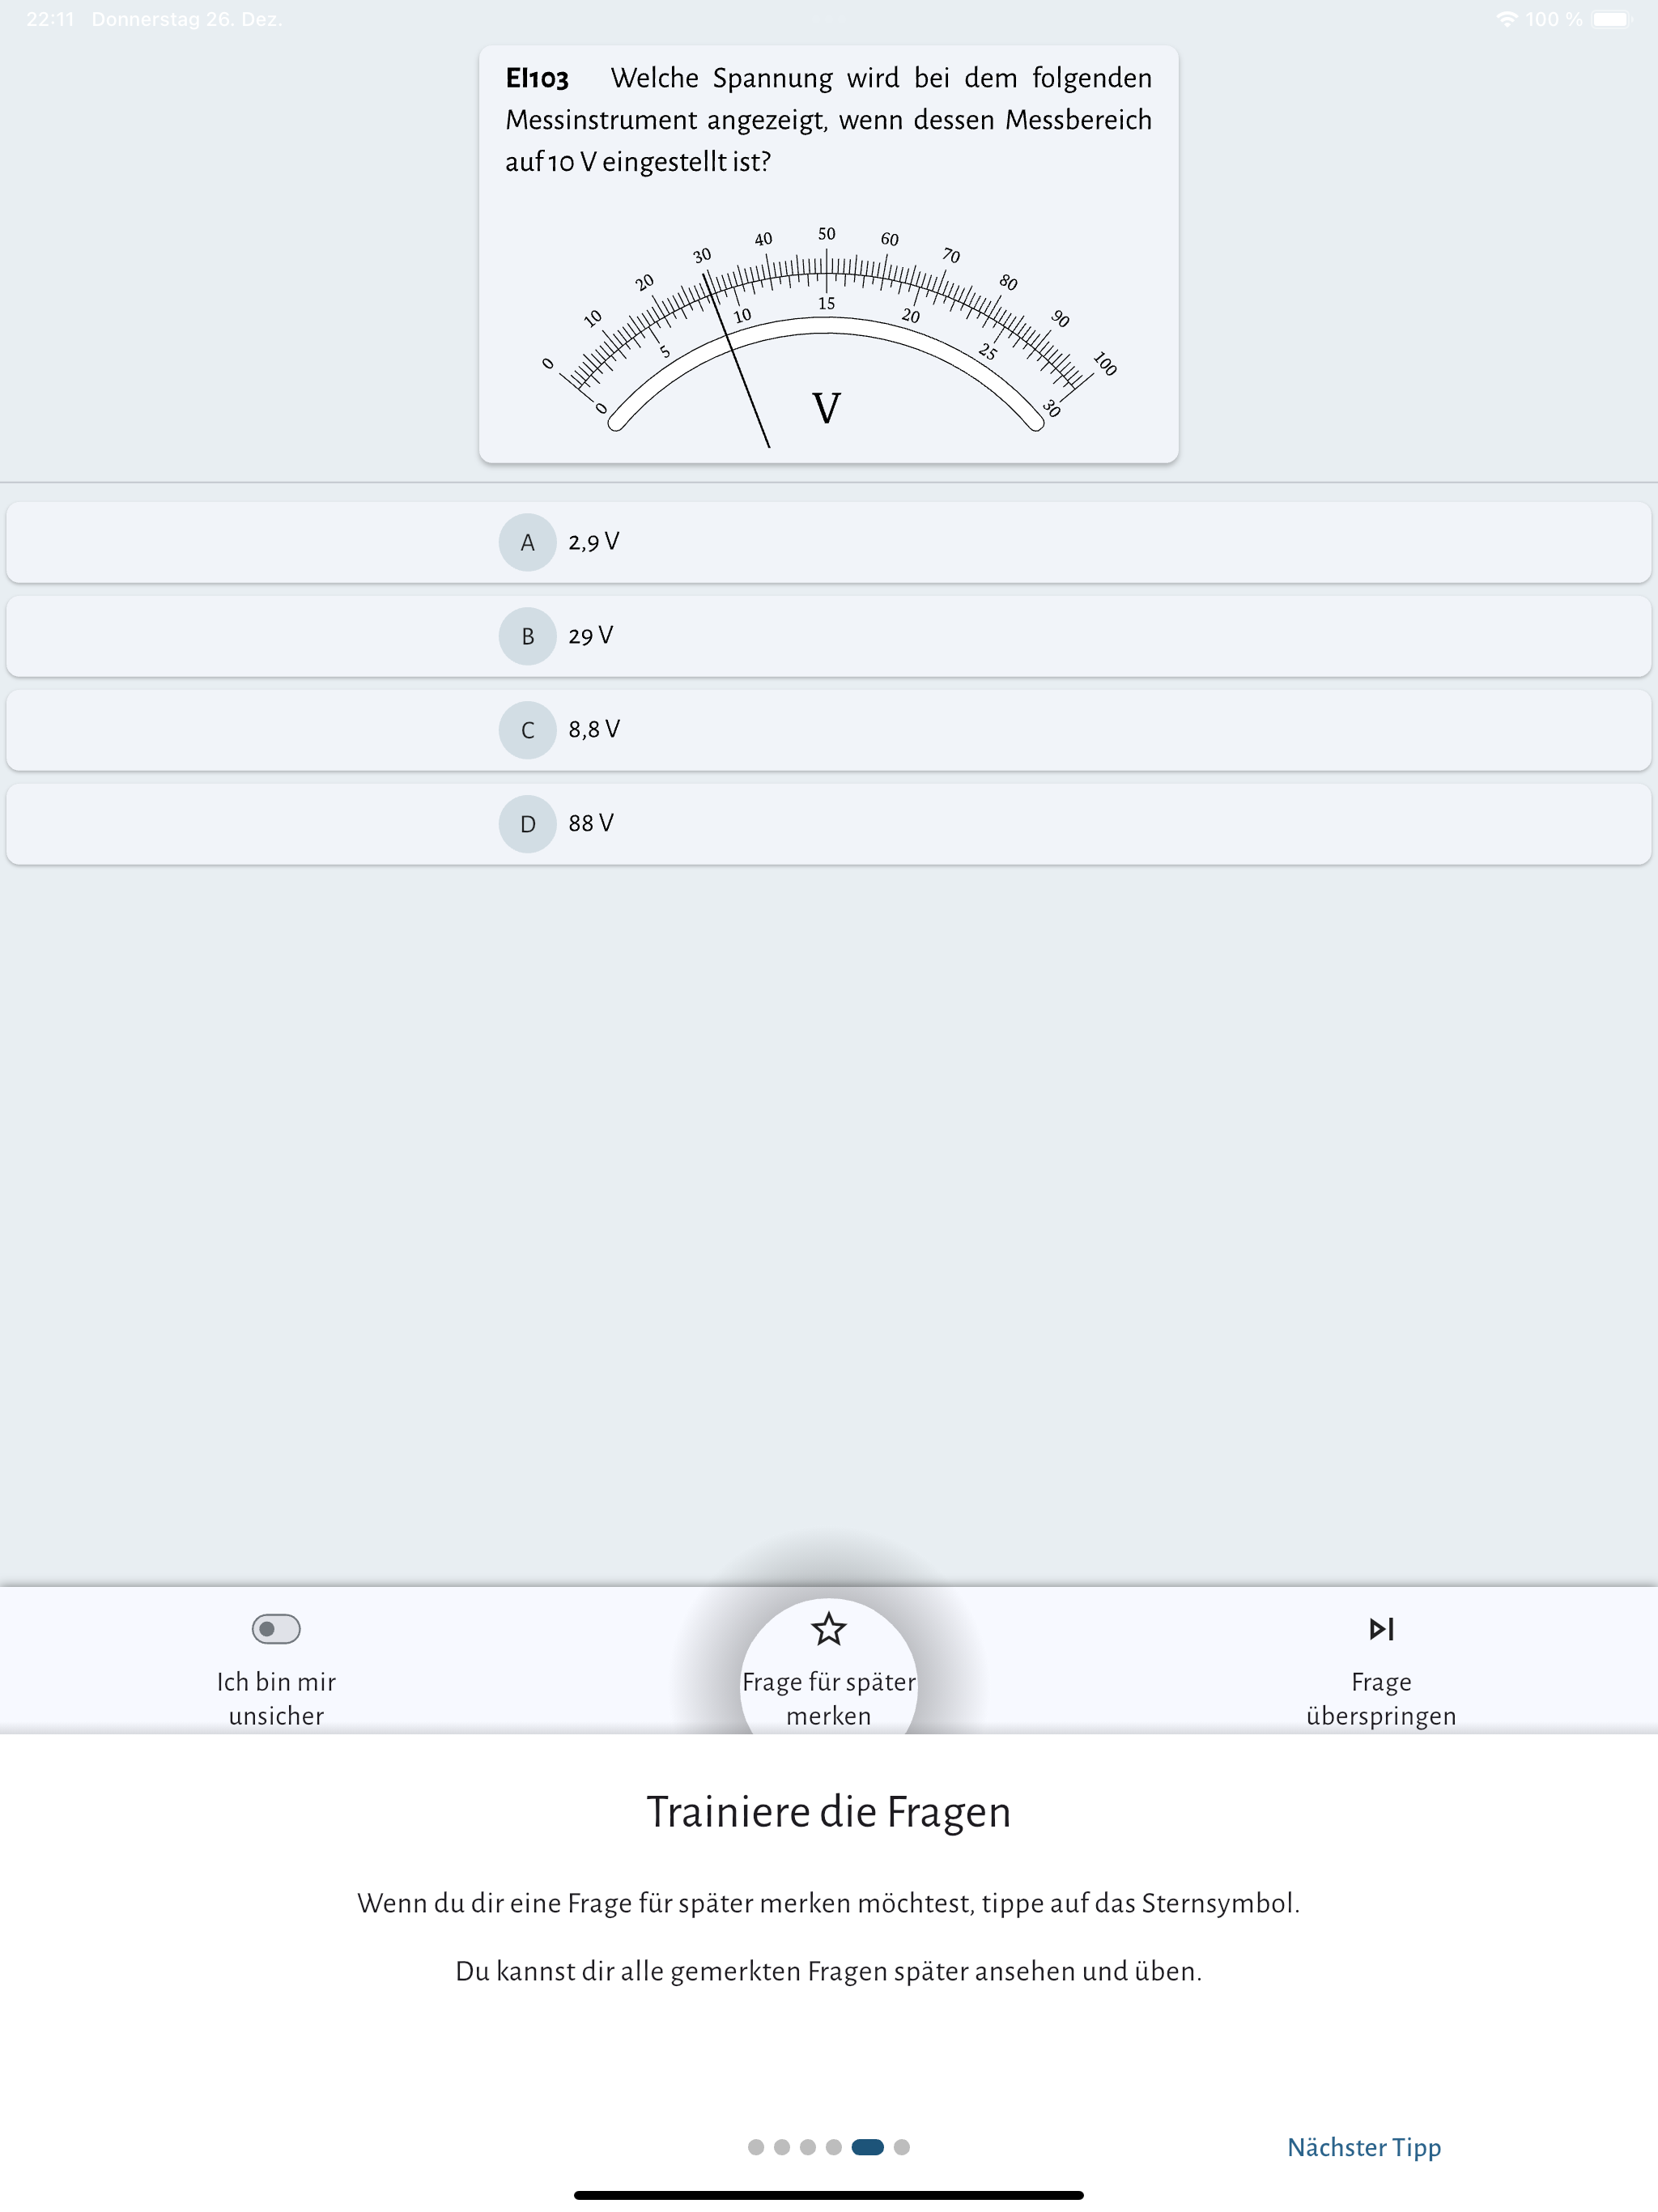 22:11 Donnerstag 26. Dez. 100 %
EI103 Welche Spannung wird bei dem folgenden
Messinstrument angezeigt, wenn dessen Messbereich
auf 10 V eingestellt ist?
0 10 20 30 40 50 60 70 80 90 100
0 5 10 15 20 25 30
V
A 2,9 V
B 29 V
C 8,8 V
D 88 V
Ich bin mir
unsicher
Frage für später
merken
Frage
überspringen
Trainiere die Fragen
Wenn du dir eine Frage für später merken möchtest, tippe auf das Sternsymbol.
Du kannst dir alle gemerkten Fragen später ansehen und üben.
Nächster Tipp